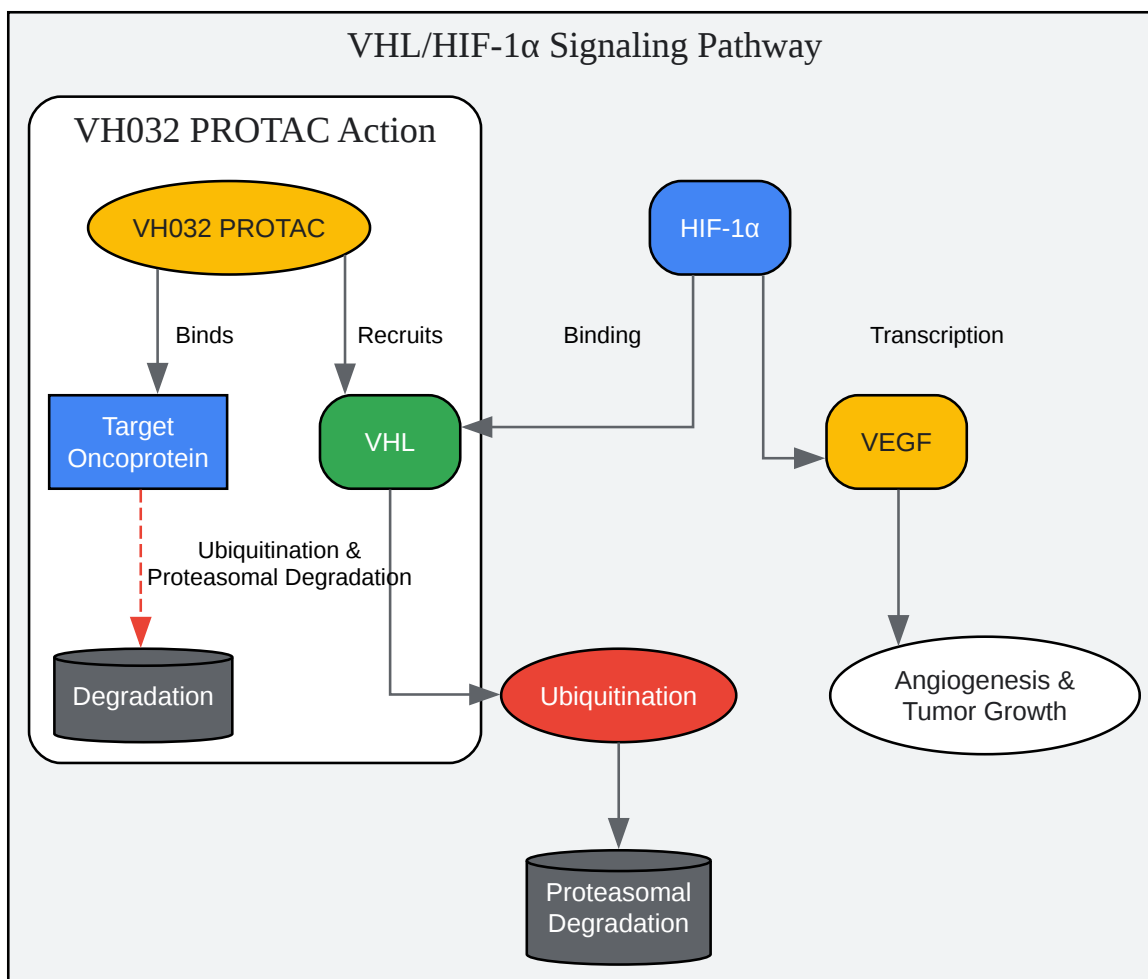 VHL/HIF-1α Signaling Pathway
VH032 PROTAC Action
VH032 PROTAC
HIF-1α
Binds
Recruits
Binding
Transcription
Target
Oncoprotein
VHL
VEGF
Ubiquitination &
Proteasomal Degradation
Degradation
Ubiquitination
Angiogenesis &
Tumor Growth
Proteasomal
Degradation